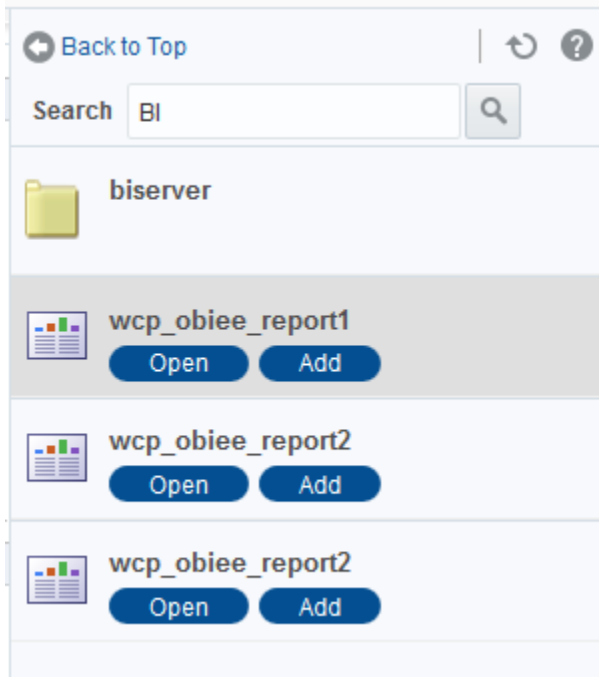 Back to Top
Search BI
biserver
wcp_obiee_report1
Open Add
wcp_obiee_report2
Open Add
wcp_obiee_report2
Open Add